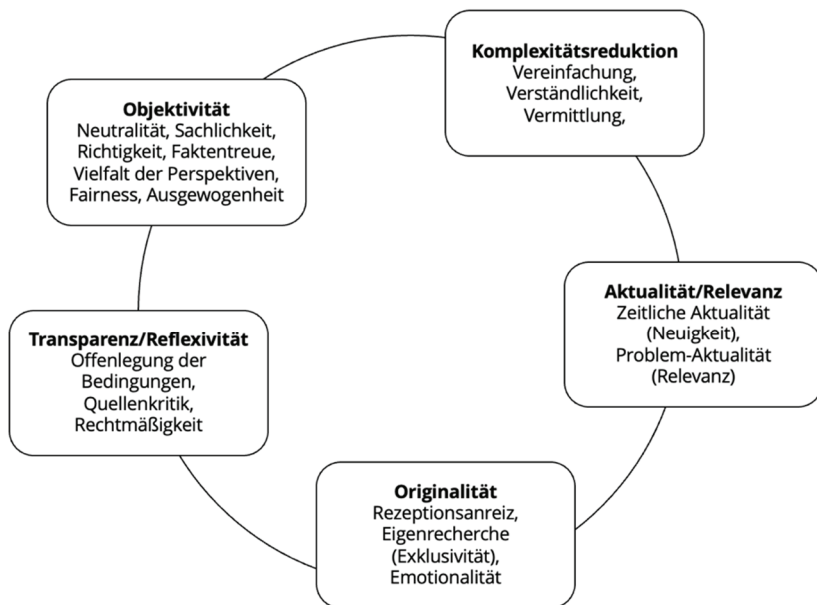 Komplexitätsreduktion
Vereinfachung,
Verständlichkeit,
Vermittlung,
Objektivität
Neutralität, Sachlichkeit,
Richtigkeit, Faktentreue,
Vielfalt der Perspektiven,
Fairness, Ausgewogenheit
Aktualität/Relevanz
Zeitliche Aktualität
(Neuigkeit),
Problem-Aktualität
(Relevanz)
Transparenz/Reflexivität
Offenlegung der
Bedingungen,
Quellenkritik,
Rechtmäßigkeit
Originalität
Rezeptionsanreiz,
Eigenrecherche
(Exklusivität),
Emotionalität